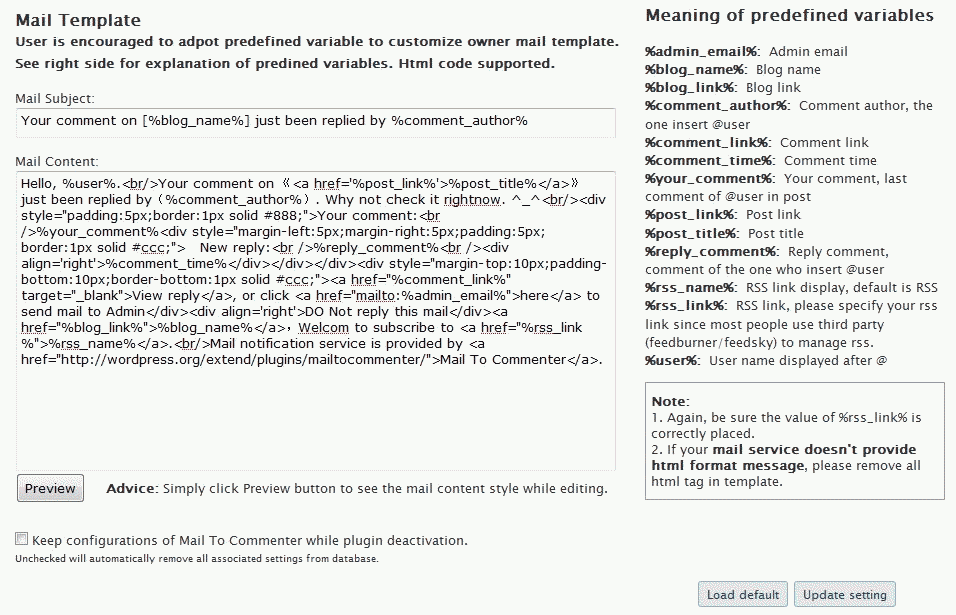 Mail Template
User is encouraged to adpot predefined variable to customize owner mail template.
See right side for explanation of predined variables. Html code supported.
Mail Subject:
Your comment on [%blog_name%] just been replied by %comment_author%
Mail Content:
Hello, %user%.<br/>Your comment on 《<a href='%post_link%'>%post_title%</a>》
just been replied by（%comment_author%）. Why not check it rightnow. ^_^<br/><div
style="padding:5px;border:1px solid #888;">Your comment:<br
/>%your_comment%<div style="margin-left:5px;margin-right:5px;padding:5px;
border:1px solid #ccc;">   New reply:<br />%reply_comment%<br /><div
align='right'>%comment_time%</div></div></div><div style="margin-top:10px;padding-
bottom:10px;border-bottom:1px solid #ccc;"><a href="%comment_link%"
target="_blank">View reply</a>, or click <a href="mailto:%admin_email%">here</a> to
send mail to Admin</div><div align='right'>DO Not reply this mail</div><a
href="%blog_link%">%blog_name%</a>，Welcom to subscribe to <a href="%rss_link
%">%rss_name%</a>.<br/>Mail notification service is provided by <a
href="http://wordpress.org/extend/plugins/mailtocommenter/">Mail To Commenter</a>.
Preview
Advice: Simply click Preview button to see the mail content style while editing.
Keep configurations of Mail To Commenter while plugin deactivation.
Unchecked will automatically remove all associated settings from database.
Meaning of predefined variables
%admin_email%: Admin email
%blog_name%: Blog name
%blog_link%: Blog link
%comment_author%: Comment author, the
one insert @user
%comment_link%: Comment link
%comment_time%: Comment time
%your_comment%: Your comment, last
comment of @user in post
%post_link%: Post link
%post_title%: Post title
%reply_comment%: Reply comment,
comment of the one who insert @user
%rss_name%: RSS link display, default is RSS
%rss_link%: RSS link, please specify your rss
link since most people use third party
(feedburner/feedsky) to manage rss.
%user%: User name displayed after @
Note:
1. Again, be sure the value of %rss_link% is
correctly placed.
2. If your mail service doesn't provide
html format message, please remove all
html tag in template.
Load default
Update setting